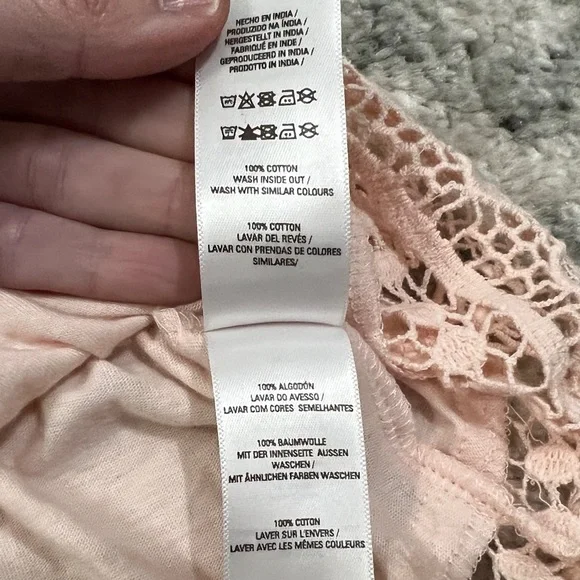 HECHO EN INDIA /
PRODUZIDO NA ÍNDIA /
HERGESTELLT IN INDIA /
FABRIQUÉ EN INDE /
GEPRODUCEERD IN INDIA /
PRODOTTO IN INDIA /
100% COTTON
WASH INSIDE OUT /
WASH WITH SIMILAR COLOURS
100% COTTON
LAVAR DEL REVÉS /
LAVAR CON PRENDAS DE COLORES
SIMILARES/
100% ALGODÓN
LAVAR DO AVESSO /
LAVAR COM CORES SEMELHANTES
100% BAUMWOLLE
MIT DER INNENSEITE AUSSEN
WASCHEN /
MIT ÄHNLICHEN FARBEN WASCHEN
100% COTON
LAVER SUR L'ENVERS /
LAVER AVEC LES MÊMES COULEURS